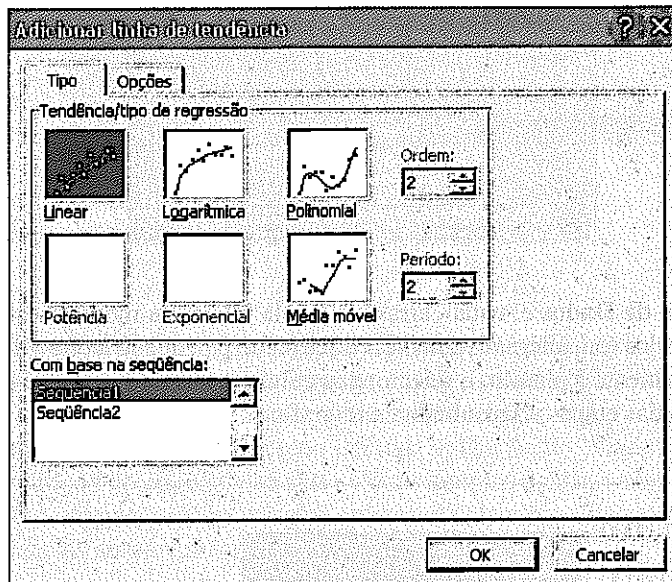 Adicionar linha de tendência
Tipo
Opções
Tendência/tipo de regressão
Linear
Logarítmica
Polinomial
Ordem:
2
Potência
Exponencial
Média móvel
Período:
2
Com base na seqüência:
Seqüência1
Seqüência2
OK
Cancelar